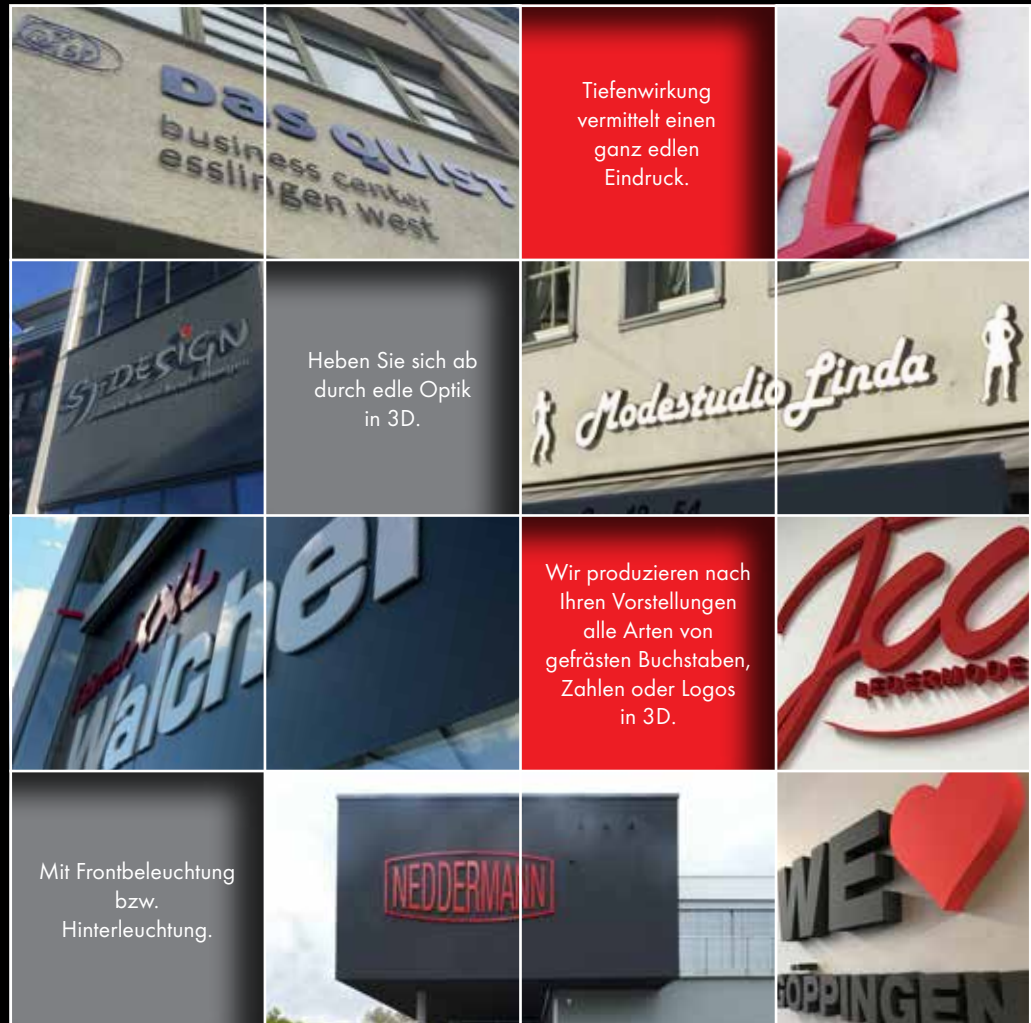 Das QUIST
business center
esslingen west
Tiefenwirkung
vermittelt einen
ganz edlen
Eindruck.
SJ-DESIGN
Heben Sie sich ab
durch edle Optik
in 3D.
Modestudio Linda
XXL
Walcher
Wir produzieren nach
Ihren Vorstellungen
alle Arten von
gefrästen Buchstaben,
Zahlen oder Logos
in 3D.
Jcc
LEDERMODE
Mit Frontbeleuchtung
bzw.
Hinterleuchtung.
NEDDERMANN
WE
GÖPPINGEN